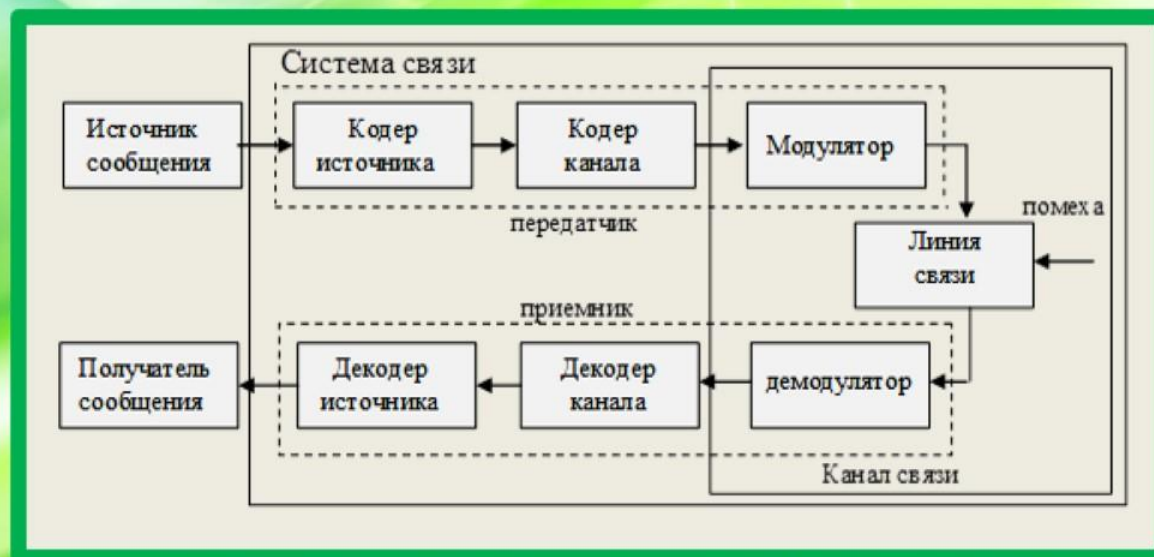 Система связи
Источник
сообщения
Кодер
источника
Кодер
канала
Модулятор
передатчик
помеха
Линия
связи
приемник
Получатель
сообщения
Декодер
источника
Декодер
канала
демодулятор
Канал связи